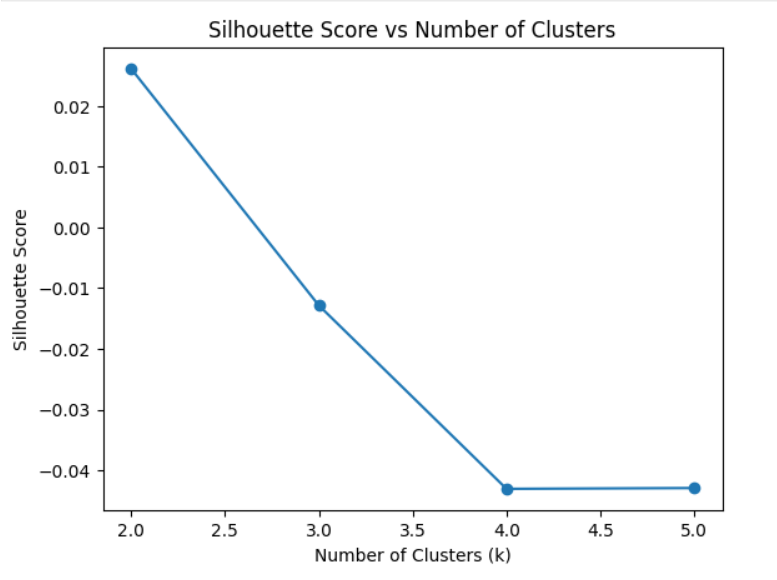 Silhouette Score vs Number of Clusters
Silhouette Score
0.02
0.01
0.00
−0.01
−0.02
−0.03
−0.04
2.0 2.5 3.0 3.5 4.0 4.5 5.0
Number of Clusters (k)